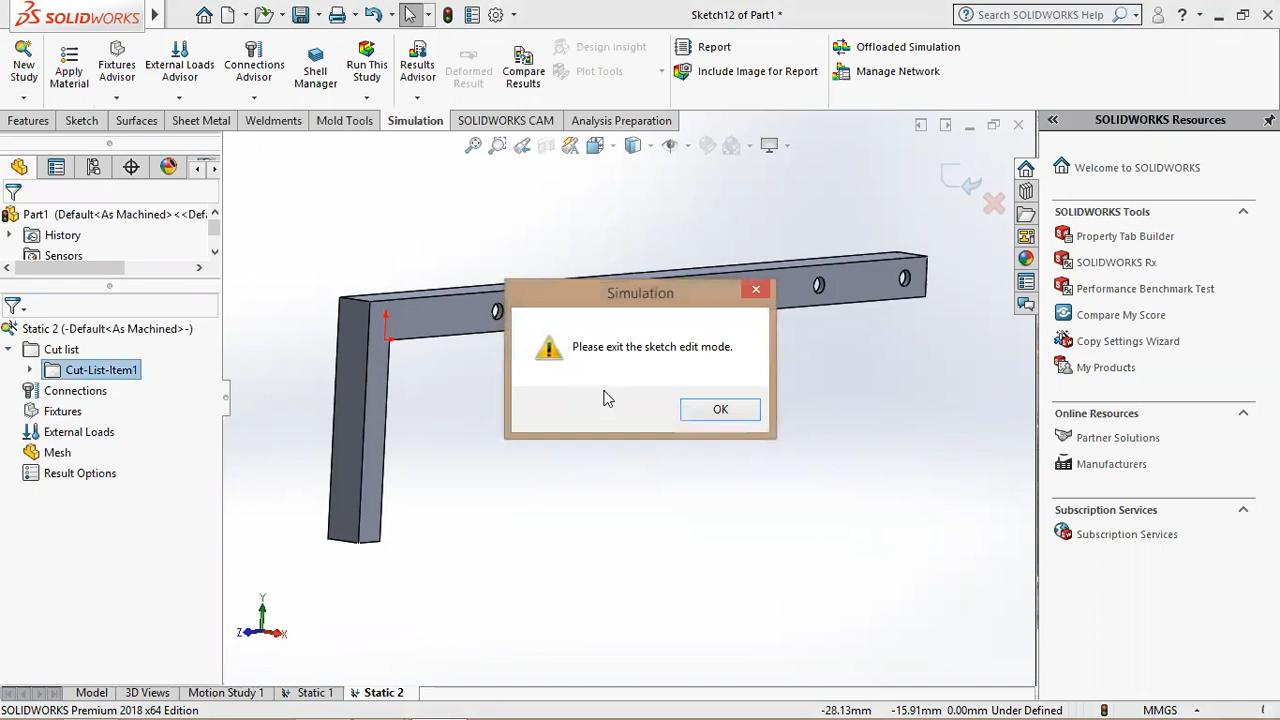 SOLIDWORKS
Sketch12 of Part1 *
Search SOLIDWORKS Help
New Study
Apply Material
Fixtures Advisor
External Loads Advisor
Connections Advisor
Shell Manager
Run This Study
Results Advisor
Deformed Result
Compare Results
Design Insight
Plot Tools
Report
Include Image for Report
Offloaded Simulation
Manage Network
Features
Sketch
Surfaces
Sheet Metal
Weldments
Mold Tools
Simulation
SOLIDWORKS CAM
Analysis Preparation
SOLIDWORKS Resources
Part1 (Default<As Machined><<Defa
History
Sensors
Static 2 (-Default<As Machined>-)
Cut list
Cut-List-Item1
Connections
Fixtures
External Loads
Mesh
Result Options
Simulation
Please exit the sketch edit mode.
OK
Y
Z
X
Welcome to SOLIDWORKS
SOLIDWORKS Tools
Property Tab Builder
SOLIDWORKS Rx
Performance Benchmark Test
Compare My Score
Copy Settings Wizard
My Products
Online Resources
Partner Solutions
Manufacturers
Subscription Services
Subscription Services
Model
3D Views
Motion Study 1
Static 1
Static 2
SOLIDWORKS Premium 2018 x64 Edition
-28.13mm
-15.91mm
0.00mm
Under Defined
MMGS